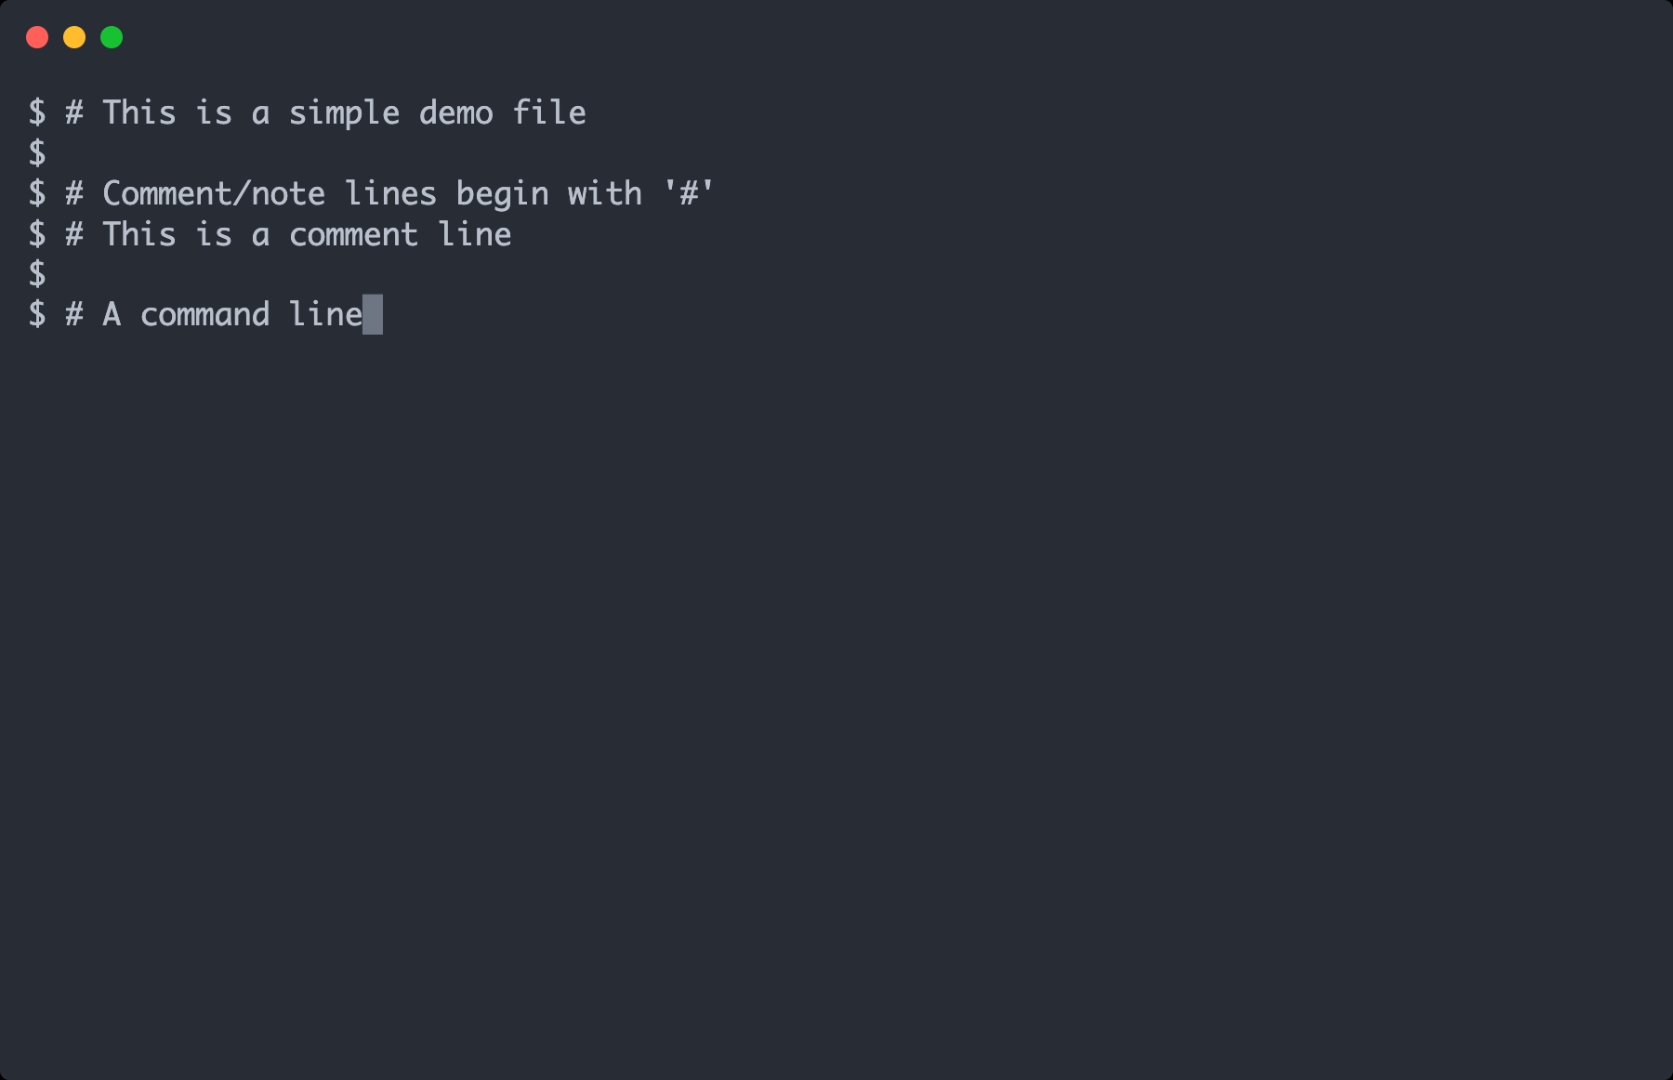 $ # This is a simple demo file
$
$ # Comment/note lines begin with '#'
$ # This is a comment line
$
$ # A command line